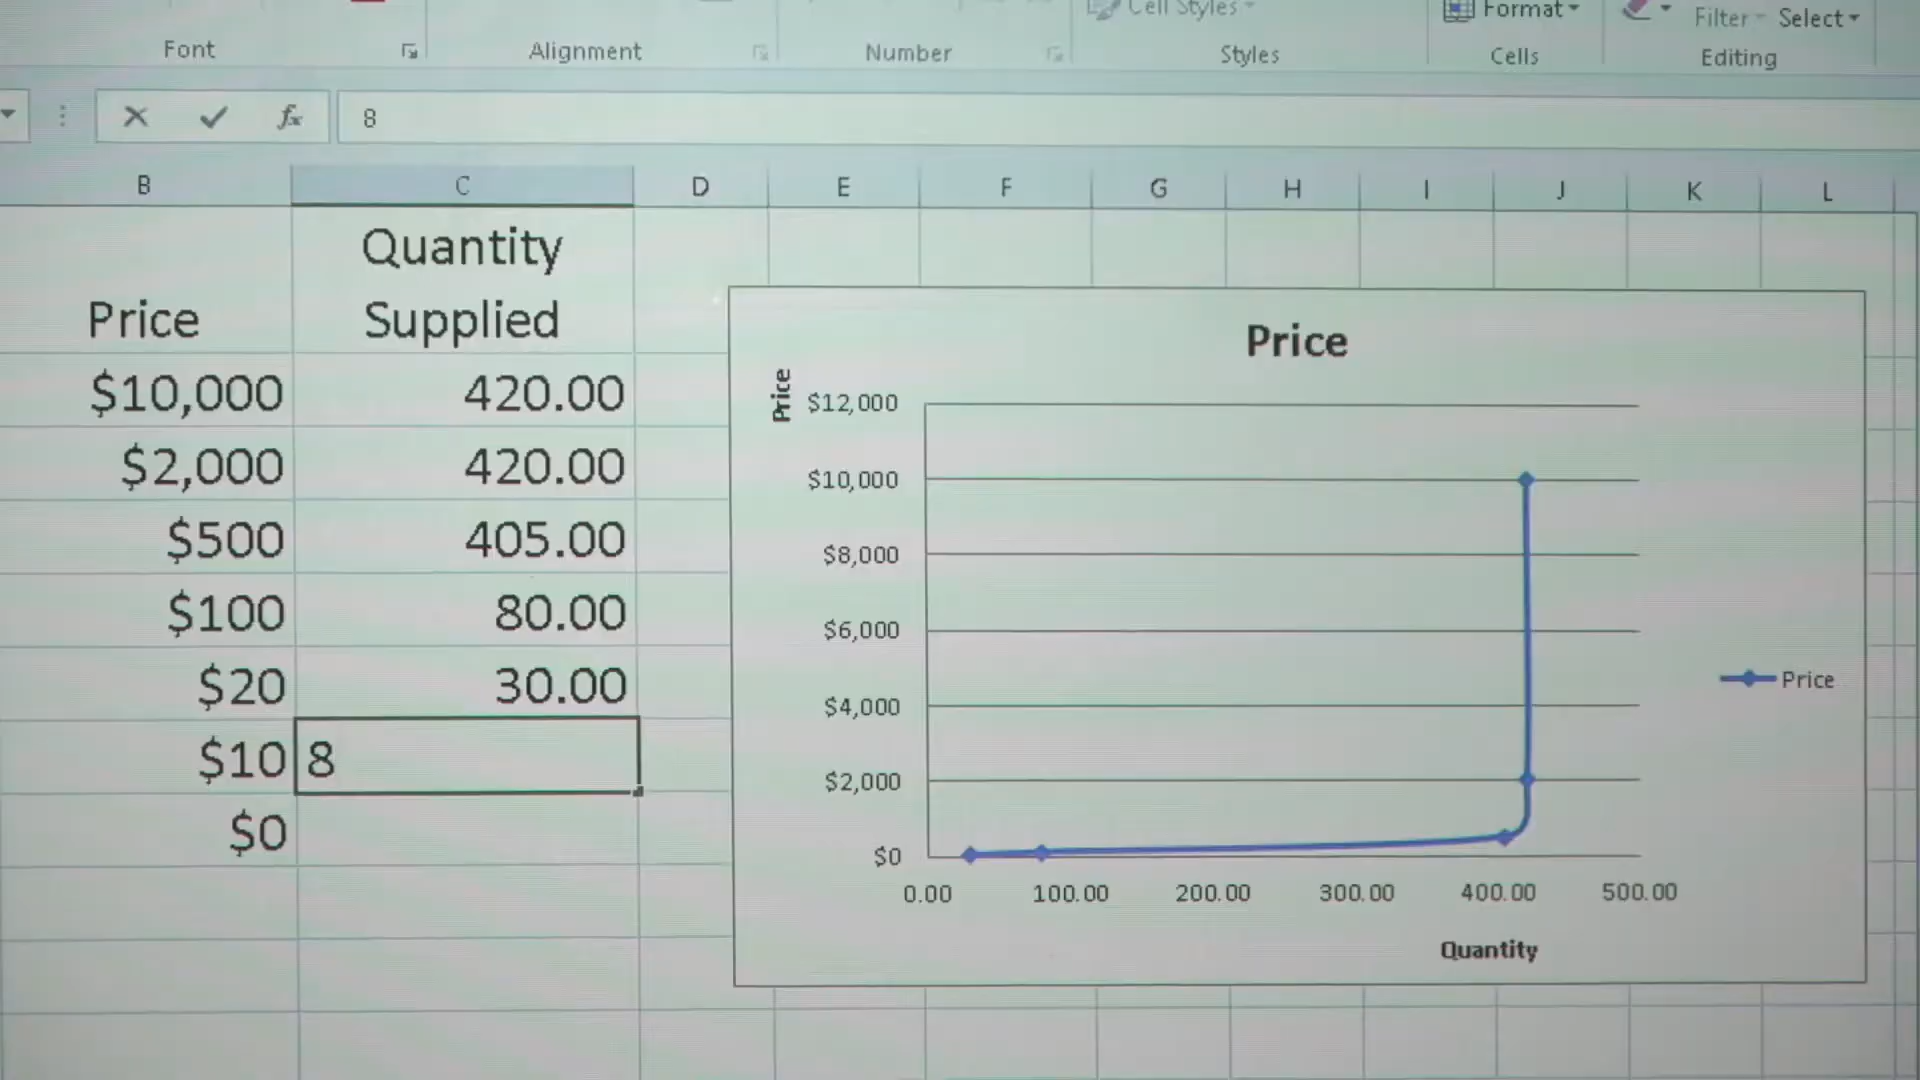 Cell Styles
Format
Filter Select
Font
Alignment
Number
Styles
Cells
Editing
fx
8
B C D E F G H I J K L
Quantity
Price Supplied
$10,000 420.00
$2,000 420.00
$500 405.00
$100 80.00
$20 30.00
$10 8
$0
Price
Price
$12,000
$10,000
$8,000
$6,000
$4,000
$2,000
$0
0.00 100.00 200.00 300.00 400.00 500.00
Quantity
Price